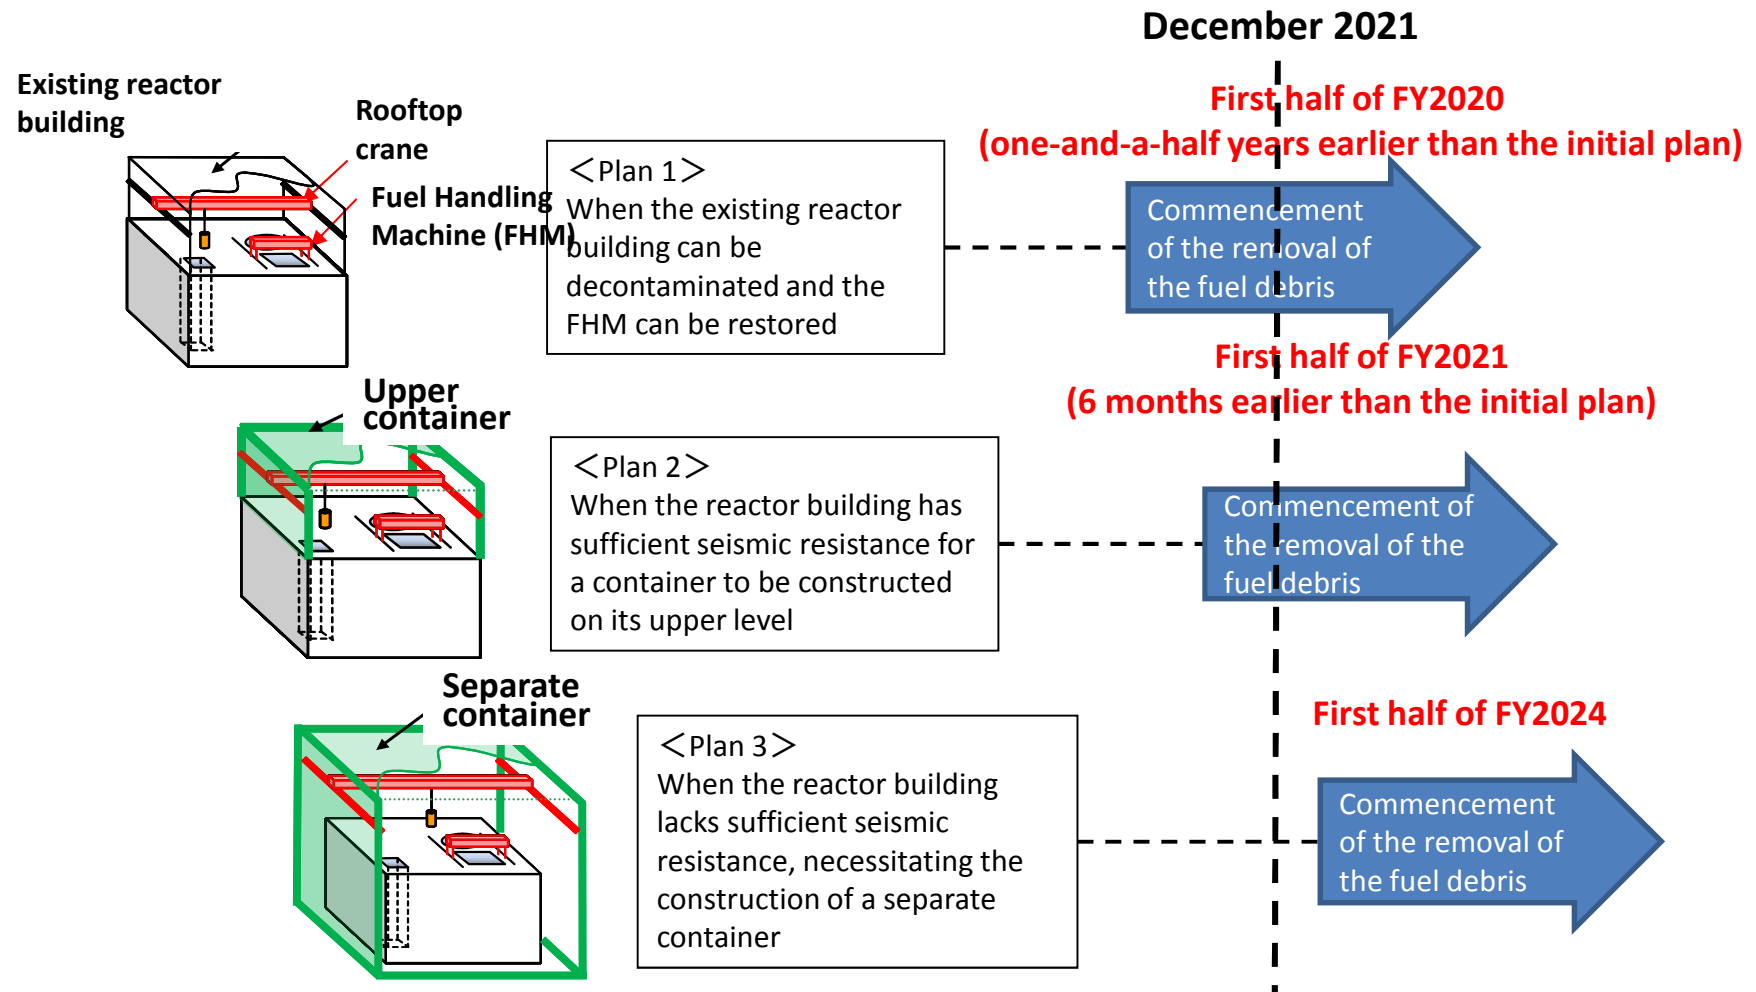 December 2021
Existing reactor
building
Rooftop
crane
Fuel Handling
Machine (FHM)
＜Plan 1＞
When the existing reactor
building can be
decontaminated and the
FHM can be restored
First half of FY2020
(one-and-a-half years earlier than the initial plan)
Commencement
of the removal of
the fuel debris
Upper
container
＜Plan 2＞
When the reactor building has
sufficient seismic resistance for
a container to be constructed
on its upper level
First half of FY2021
(6 months earlier than the initial plan)
Commencement of
the removal of the
fuel debris
Separate
container
＜Plan 3＞
When the reactor building
lacks sufficient seismic
resistance, necessitating the
construction of a separate
container
First half of FY2024
Commencement
of the removal of
the fuel debris